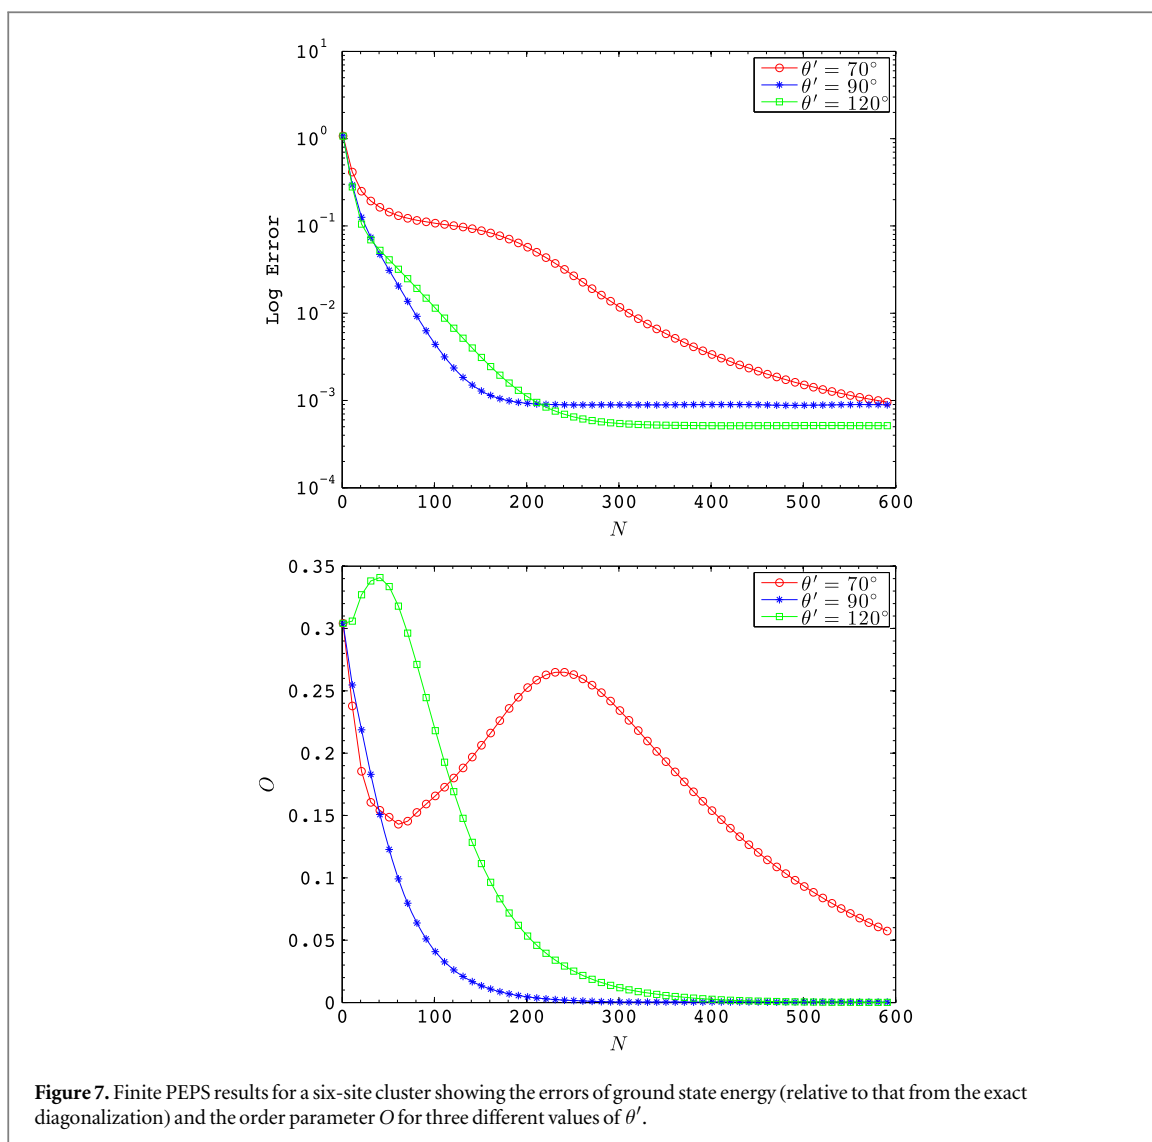 10^1
10^0
10^-1
10^-2
10^-3
10^-4
Log Error
0 100 200 300 400 500 600
N
θ′ = 70°
θ′ = 90°
θ′ = 120°
0.35
0.3
0.25
0.2
0.15
0.1
0.05
0
O
0 100 200 300 400 500 600
N
θ′ = 70°
θ′ = 90°
θ′ = 120°
Figure 7. Finite PEPS results for a six-site cluster showing the errors of ground state energy (relative to that from the exact
diagonalization) and the order parameter O for three different values of θ′.